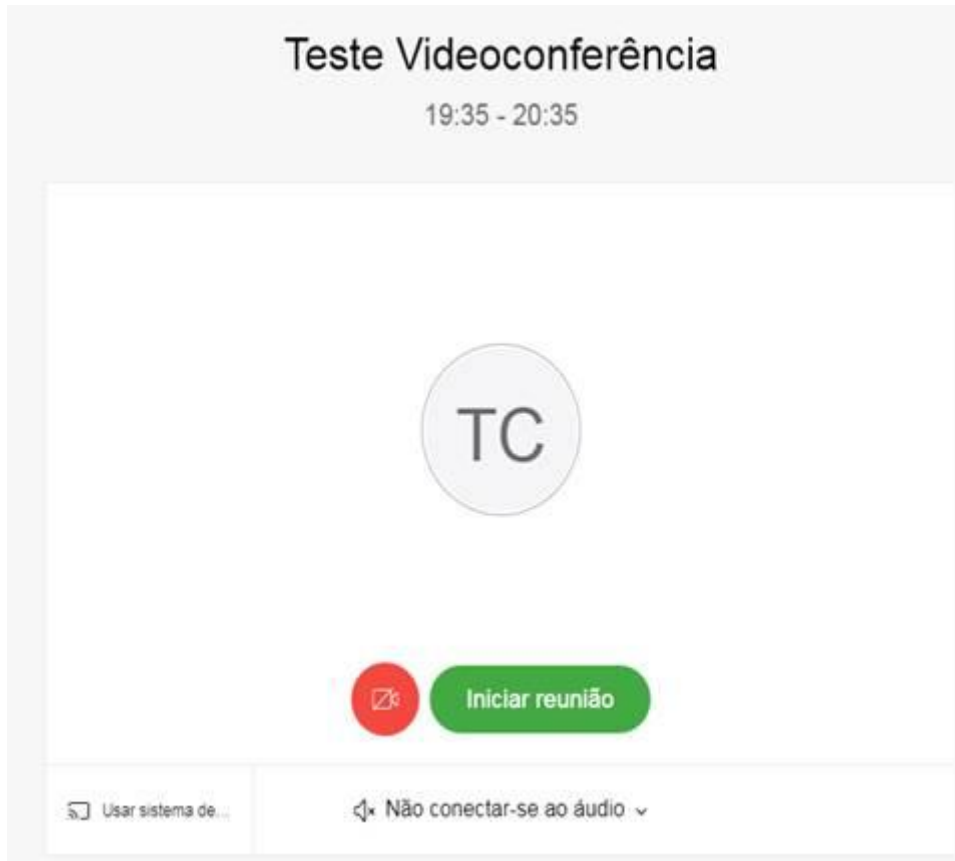 Teste Videoconferência
19:35 - 20:35
TC
Iniciar reunião
Usar sistema de...
Não conectar-se ao áudio